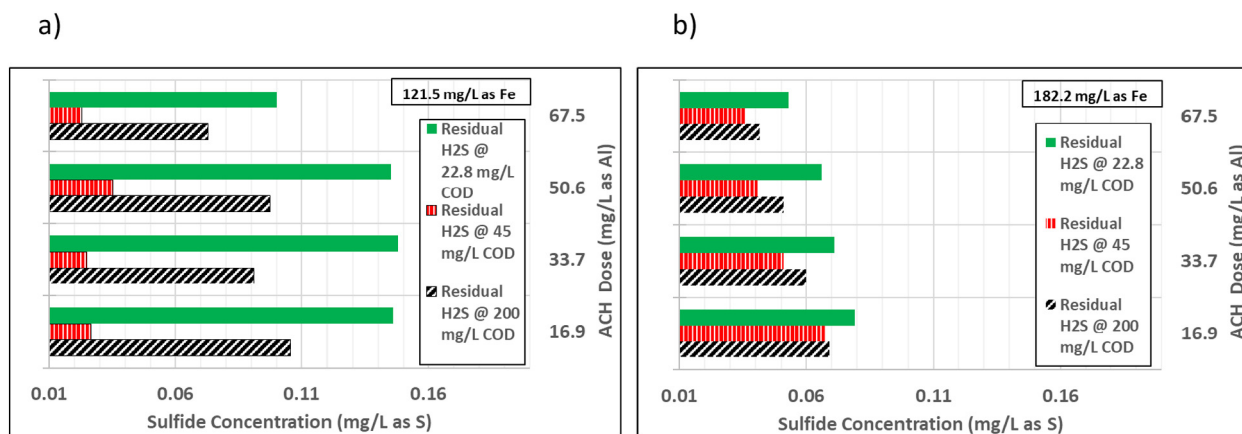 a)
121.5 mg/L as Fe
Residual
H2S @
22.8 mg/L
COD
Residual
H2S @ 45
mg/L COD
Residual
H2S @ 200
mg/L COD
67.5
50.6
33.7
16.9
ACH Dose (mg/L as Al)
0.01
0.06
0.11
0.16
Sulfide Concentration (mg/L as S)
b)
182.2 mg/L as Fe
Residual
H2S @ 22.8
mg/L COD
Residual
H2S @ 45
mg/L COD
Residual
H2S @ 200
mg/L COD
67.5
50.6
33.7
16.9
ACH Dose (mg/L as Al)
0.01
0.06
0.11
0.16
Sulfide Concentration (mg/L as S)